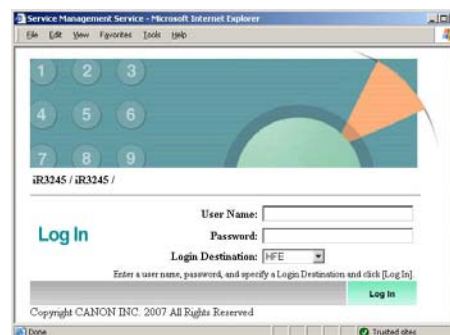 Service Management Service - Microsoft Internet Explorer
File Edit View Favorites Tools Help
1 2 3
4 5 6
7 8 9
iR3245 / iR3245 /
Log In
User Name:
Password:
Login Destination: HFE
Enter a user name, password, and specify a Login Destination and click [Log In].
Log In
Copyright CANON INC. 2007 All Rights Reserved
Done Trusted sites